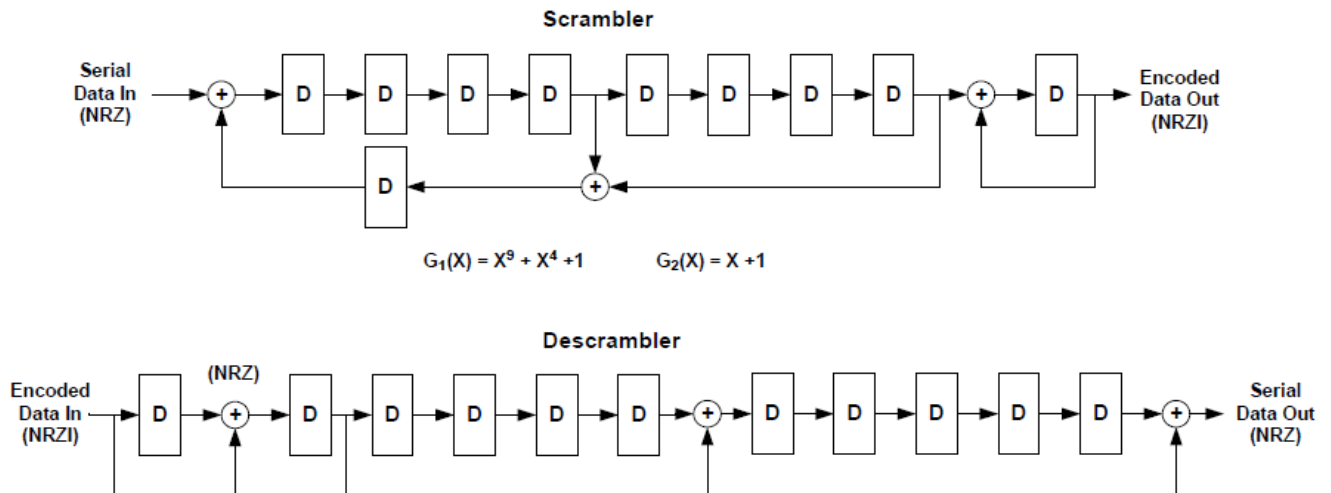 Scrambler
Serial
Data In
(NRZ)
+
D
D
D
D
D
D
D
D
+
D
Encoded
Data Out
(NRZI)
D
+
G₁(X) = X⁹ + X⁴ +1
G₂(X) = X +1
Descrambler
Encoded
Data In
(NRZI)
D
(NRZ)
+
D
D
D
D
D
+
D
D
D
D
D
+
Serial
Data Out
(NRZ)